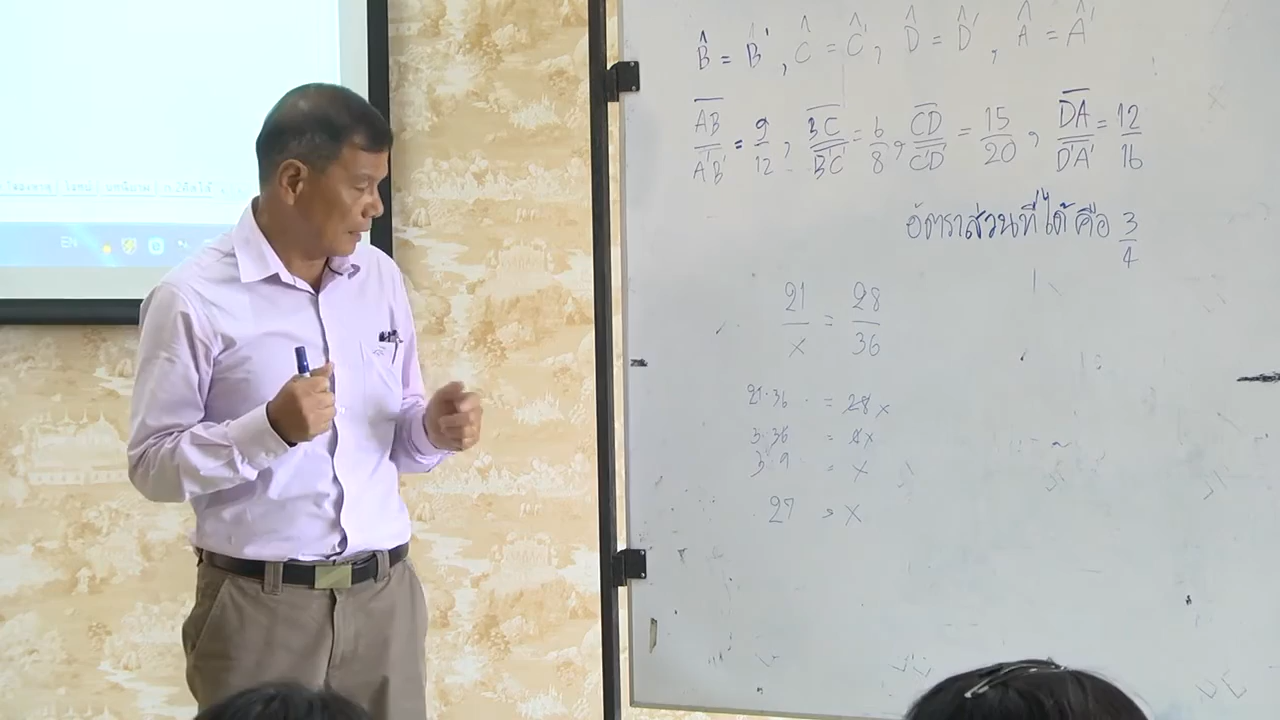 B̂ = B̂' , Ĉ = Ĉ' , D̂ = D̂' , Â = Â'
AB/A'B' = 9/12 , BC/B'C' = 6/8 , CD/C'D' = 15/20 , DA/D'A' = 12/16
อัตราส่วนที่ได้ คือ 3/4
21/x = 28/36
21·36 = 28x
3·36 = 4x
3·9 = x
27 = x
EN